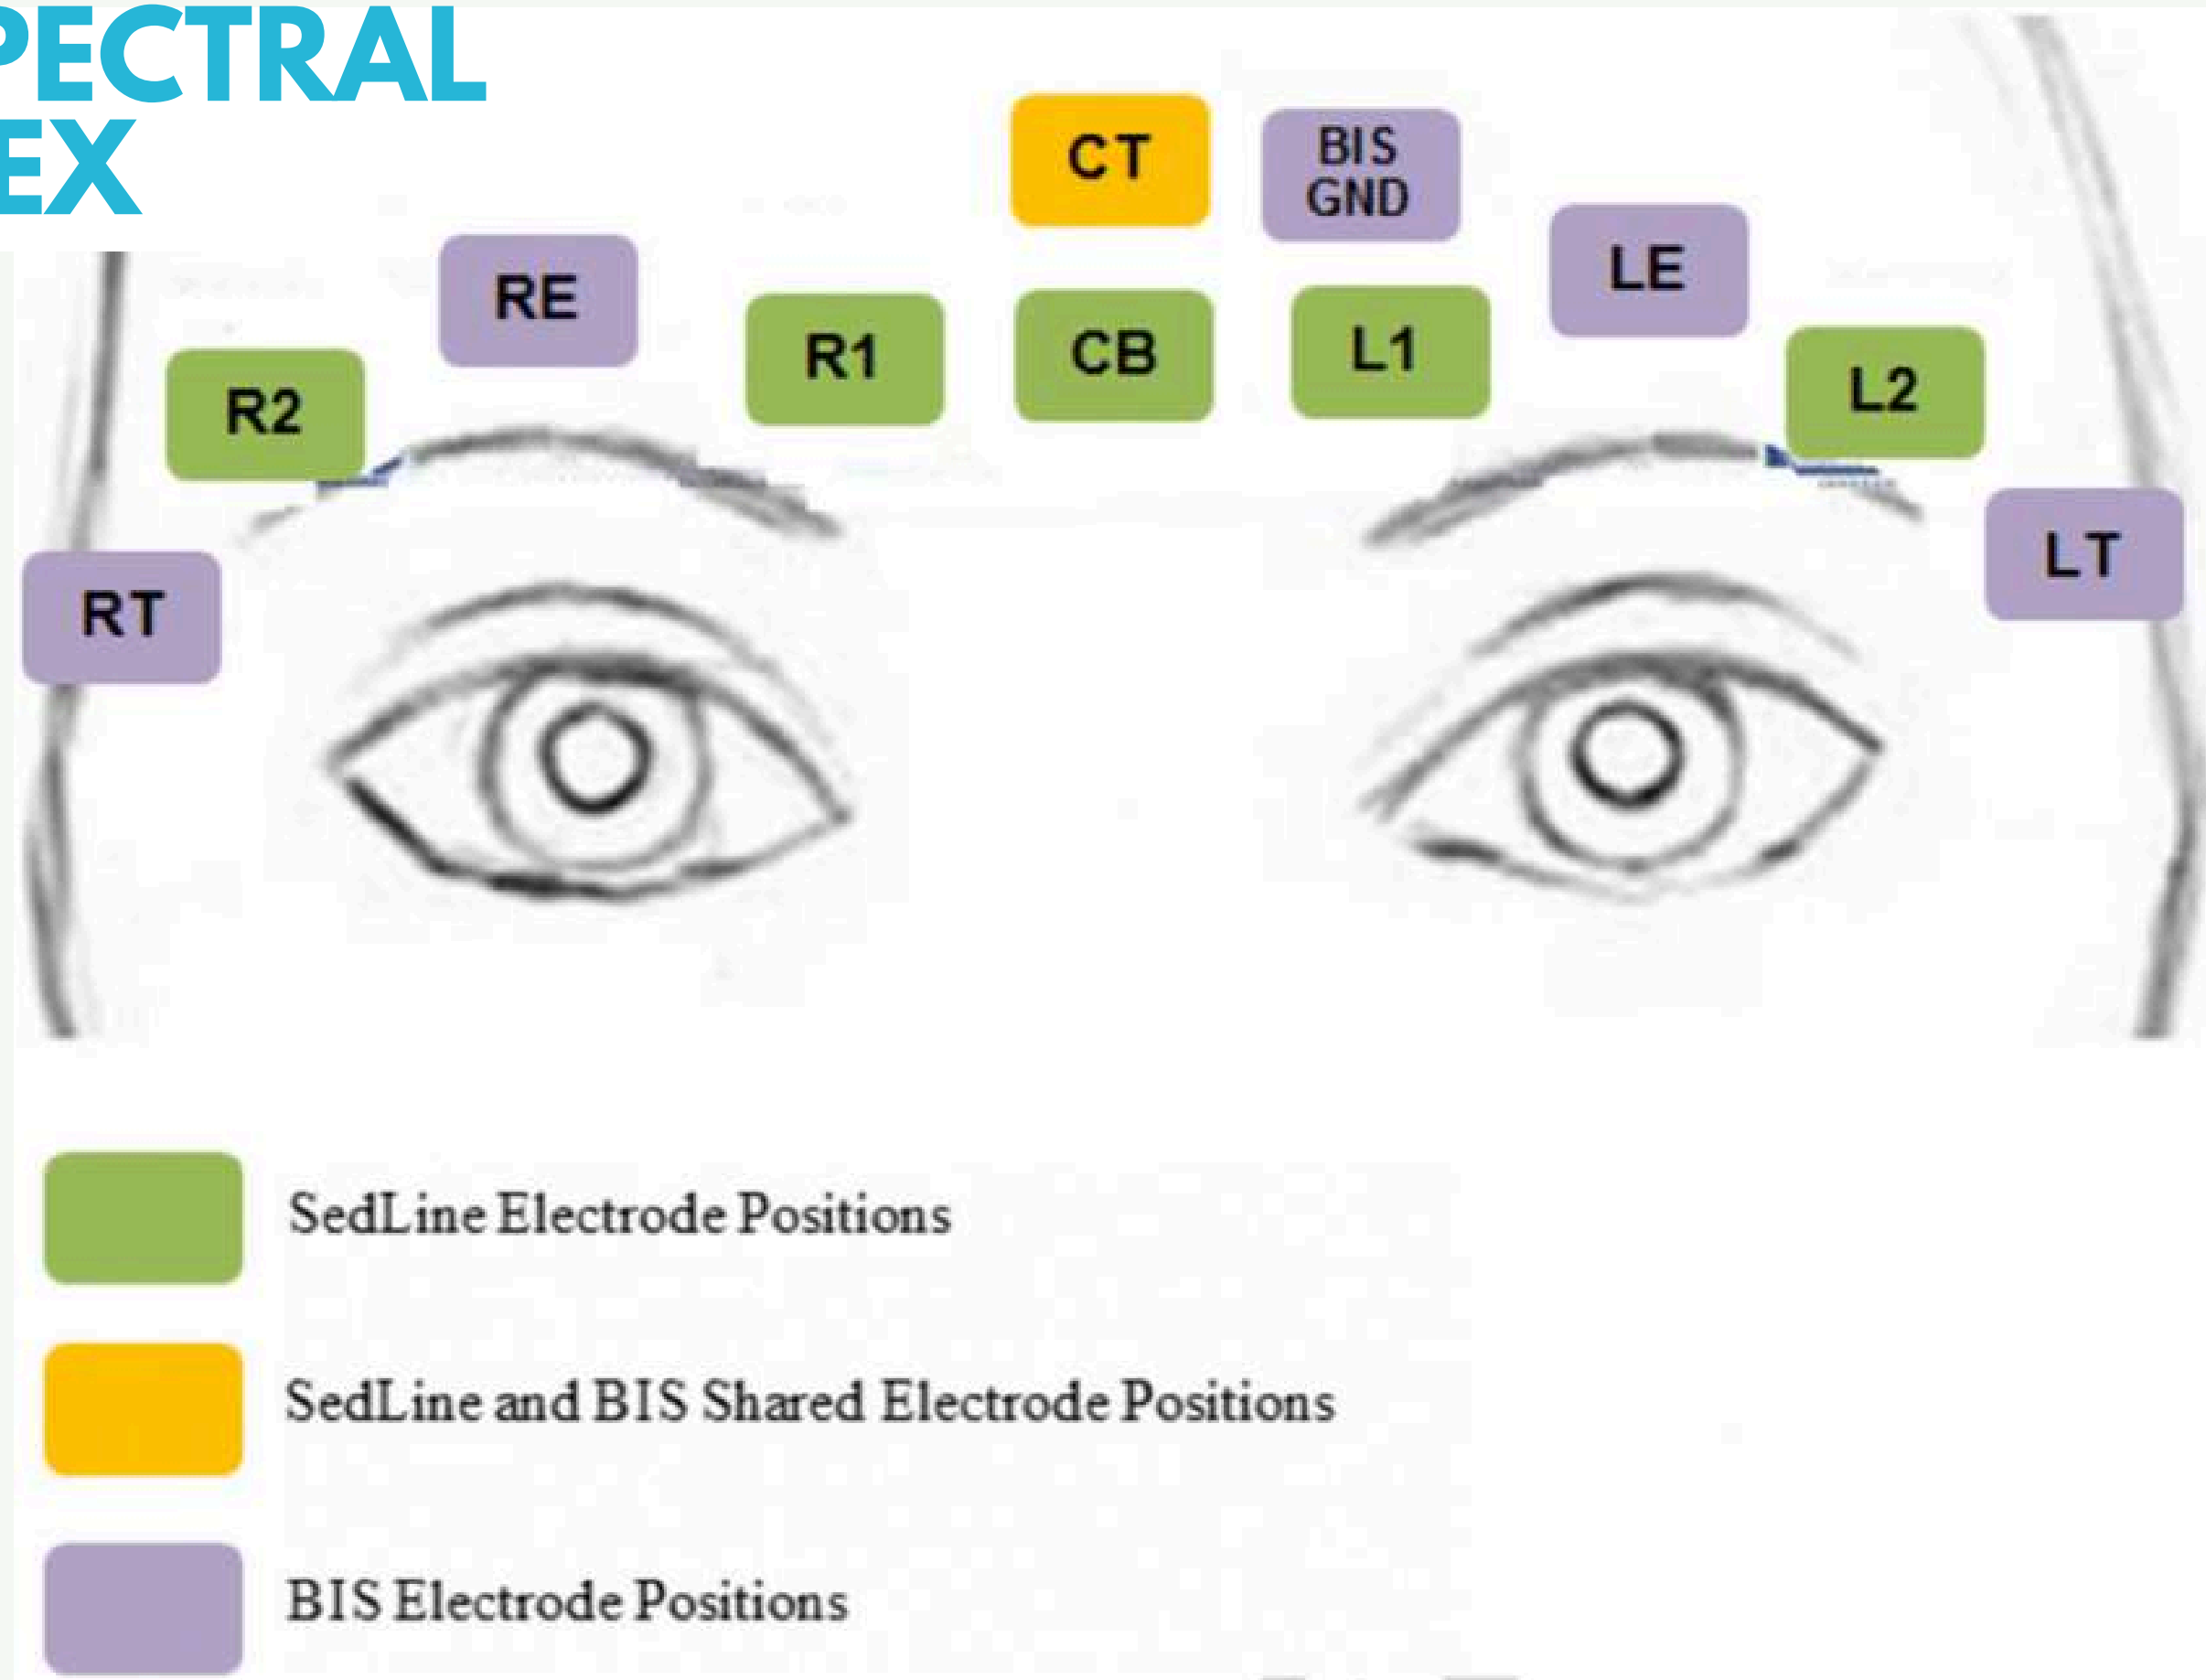 PECTRAL
EX
CT
BIS
GND
LE
RE
R1
CB
L1
L2
R2
LT
RT
SedLine Electrode Positions
SedLine and BIS Shared Electrode Positions
BIS Electrode Positions